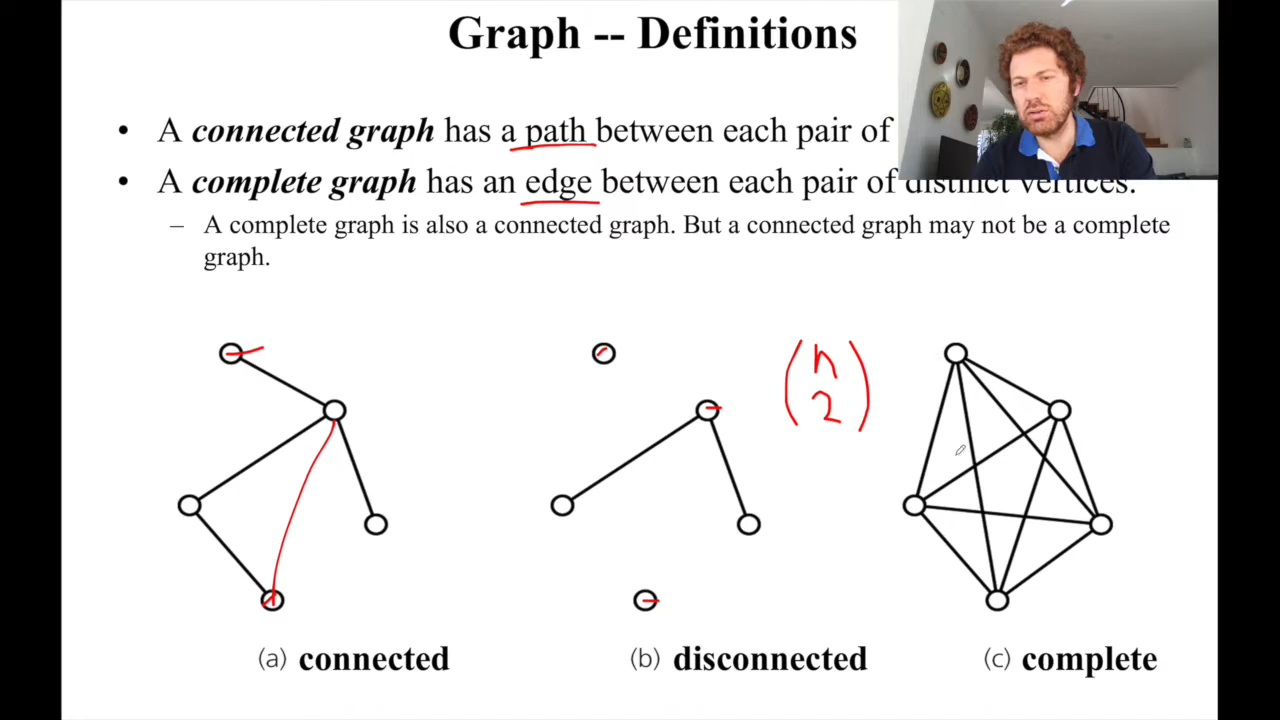 Graph -- Definitions
• A connected graph has a path between each pair of
• A complete graph has an edge between each pair of distinct vertices.
– A complete graph is also a connected graph. But a connected graph may not be a complete
graph.
(n
2)
(a) connected
(b) disconnected
(c) complete